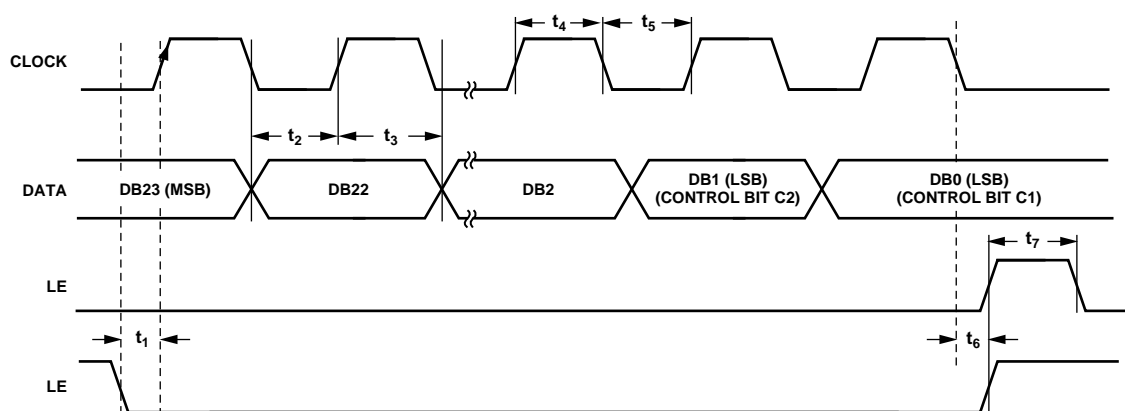 t4
t5
CLOCK
t2
t3
DATA
DB23 (MSB)
DB22
DB2
DB1 (LSB)
(CONTROL BIT C2)
DB0 (LSB)
(CONTROL BIT C1)
t7
LE
t1
t6
LE